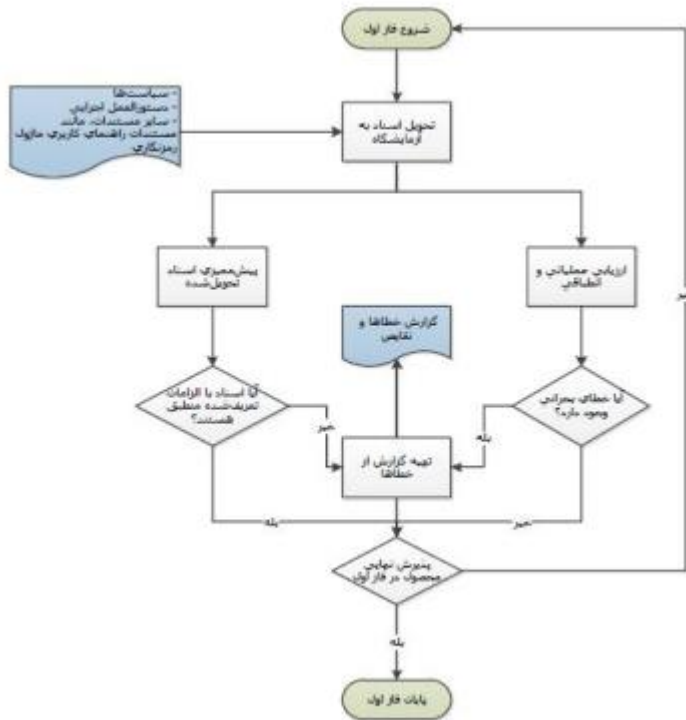 شروع فاز اول
- سیاست‌ها
- دستورالعمل اجرایی
- سایر مستندات، مانند
مستندات راهنمای کاربری ماژول
رمزنگاری
تحویل اسناد به
آزمایشگاه
پیش‌ممیزی اسناد
تحویل‌شده
ارزیابی عملیاتی و
انطباقی
گزارش خطاها و
نقایص
آیا اسناد با الزامات
تعریف‌شده منطبق
هستند؟
آیا خطای بحرانی
وجود دارد؟
خیر
خیر
بله
تهیه گزارش از
خطاها
بله
خیر
پذیرش نهایی
محصول در فاز اول
بله
پایان فاز اول